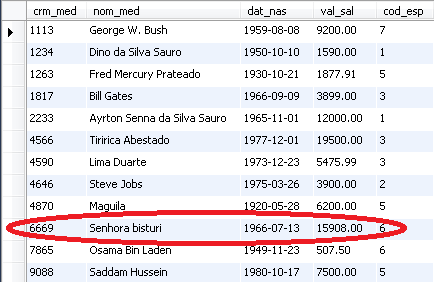 crm_med nom_med dat_nas val_sal cod_esp
1113 George W. Bush 1959-08-08 9200.00 7
1234 Dino da Silva Sauro 1950-10-10 1590.00 1
1263 Fred Mercury Prateado 1930-10-21 1877.91 5
1817 Bill Gates 1966-09-09 3899.00 3
2233 Ayrton Senna da Silva Sauro 1965-11-01 12000.00 1
4566 Tiririca Abestado 1977-12-01 19500.00 3
4590 Lima Duarte 1973-12-23 5475.99 3
4646 Steve Jobs 1975-03-26 3900.00 2
4870 Maguila 1920-05-28 6200.00 5
6669 Senhora bisturi 1966-07-13 15908.00 6
7865 Osama Bin Laden 1949-11-23 507.50 6
9088 Saddam Hussein 1980-10-17 7500.00 5